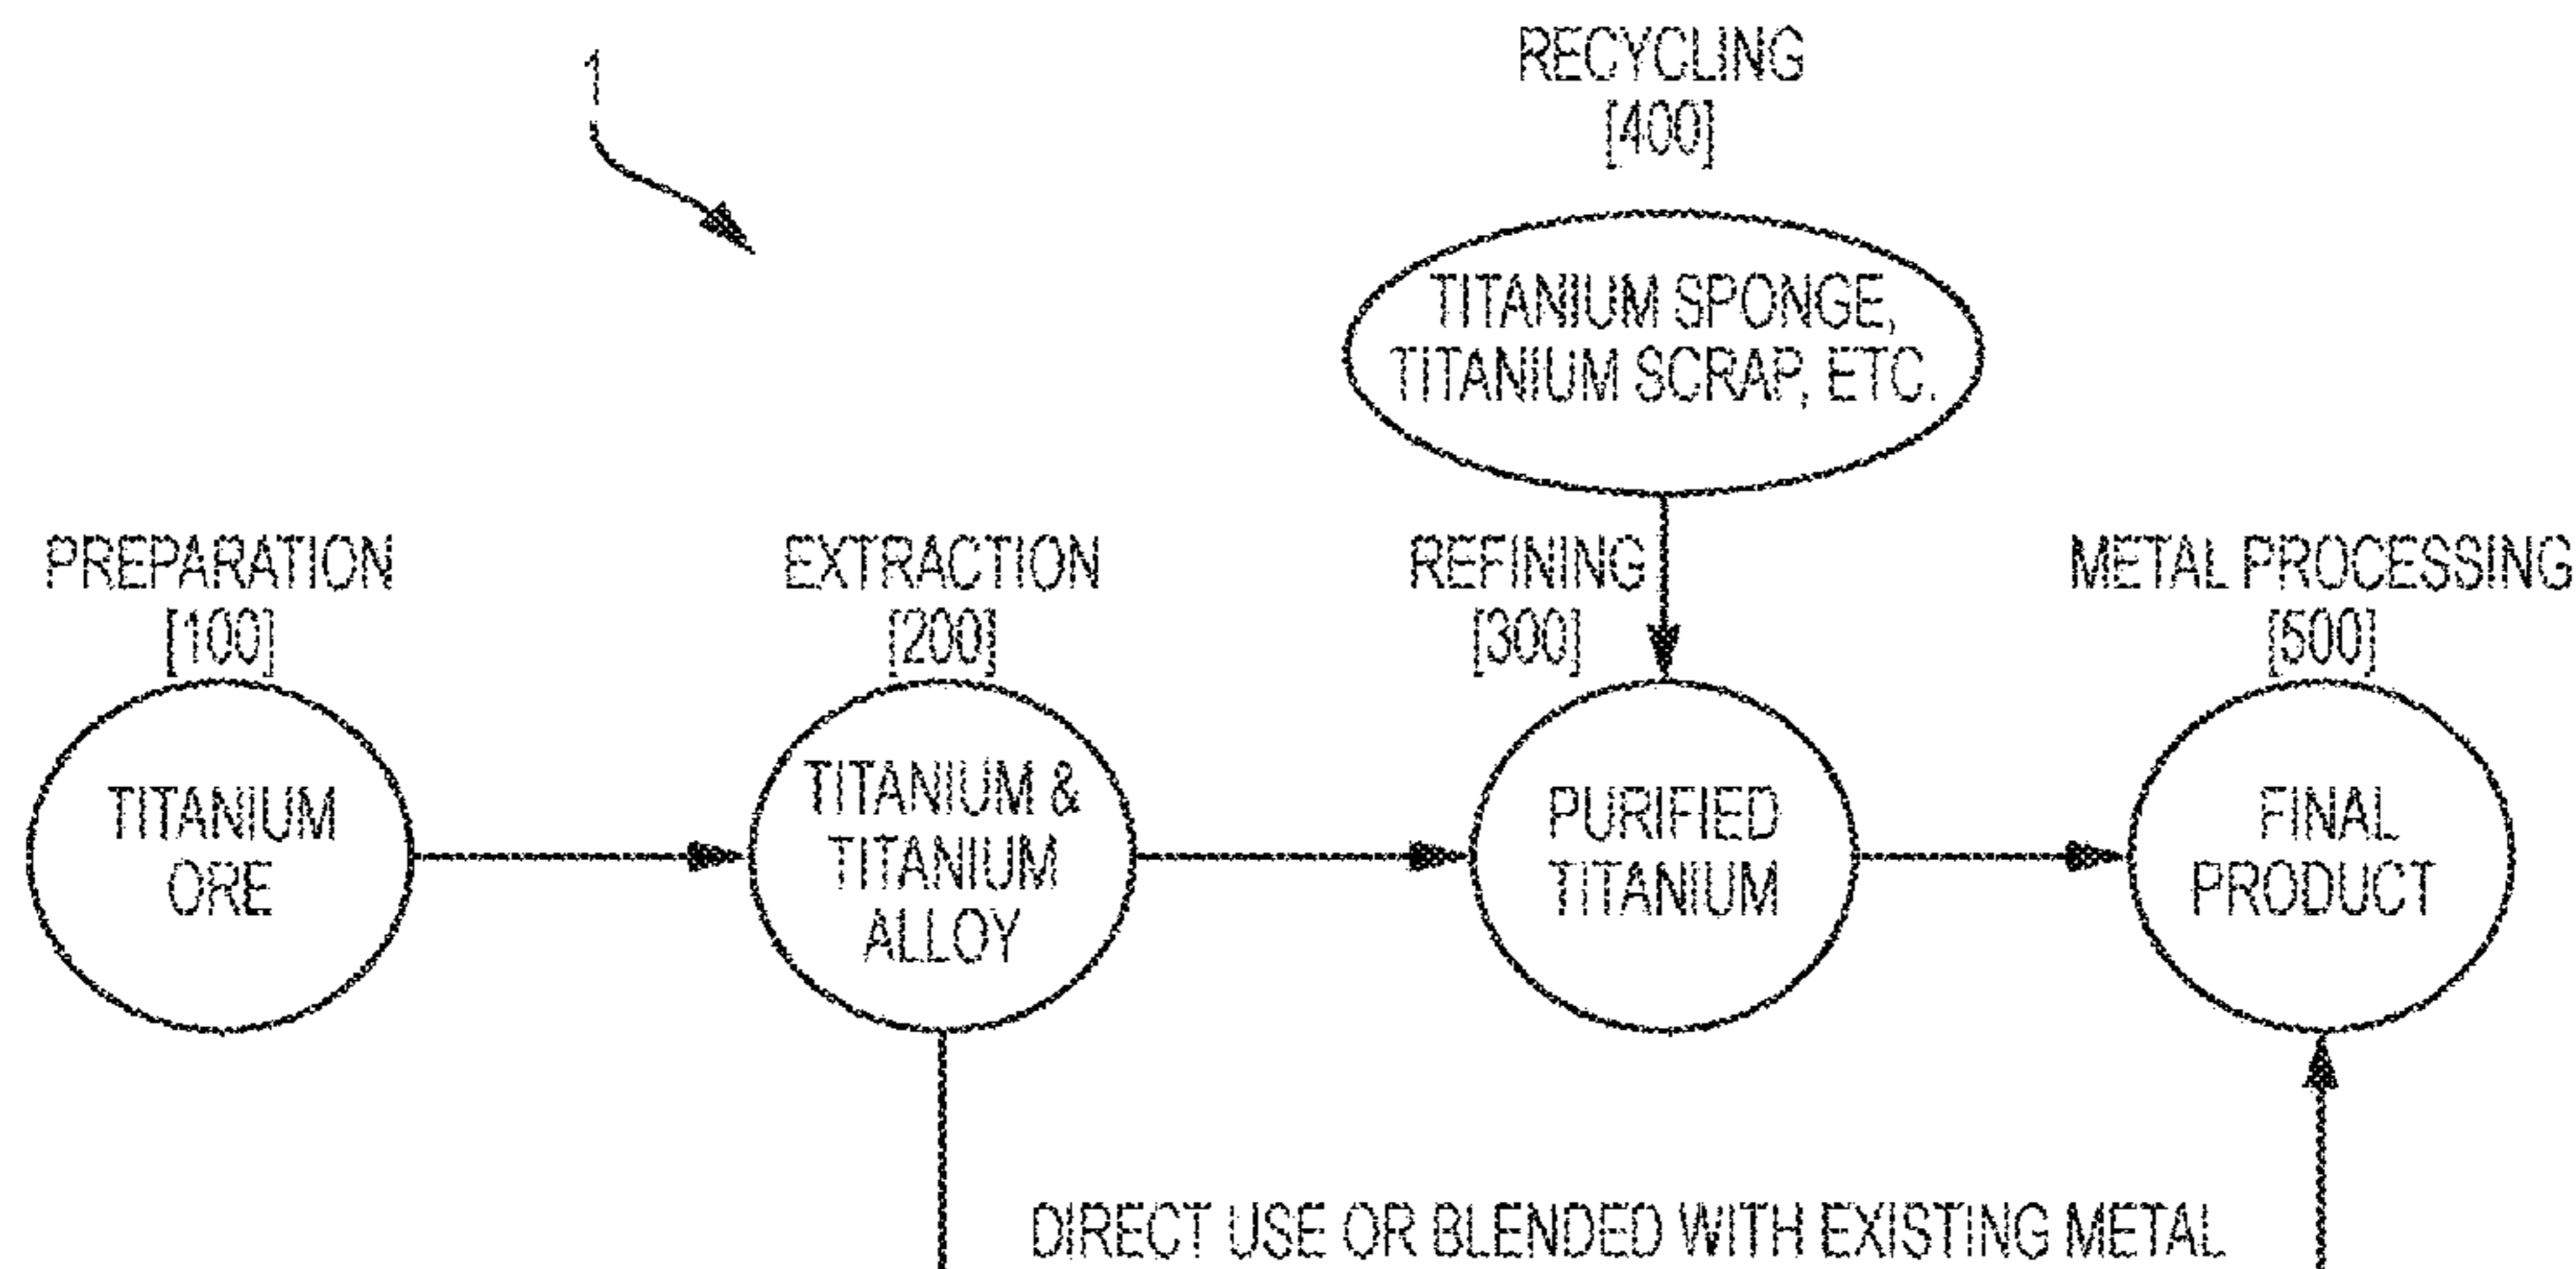 1
RECYCLING
[400]
TITANIUM SPONGE,
TITANIUM SCRAP, ETC.
PREPARATION
[100]
EXTRACTION
[200]
REFINING
[300]
METAL PROCESSING
[500]
TITANIUM
ORE
TITANIUM &
TITANIUM
ALLOY
PURIFIED
TITANIUM
FINAL
PRODUCT
DIRECT USE OR BLENDED WITH EXISTING METAL